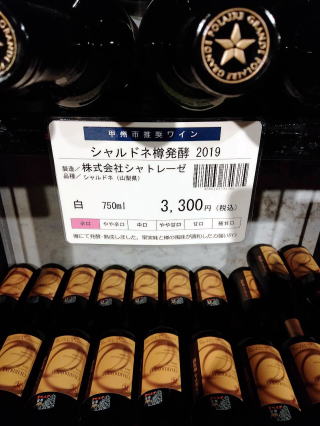 GRANDE POLAIRE
甲州市推奨ワイン
シャルドネ樽発酵 2019
製造/ 株式会社シャトレーゼ
品種/ シャルドネ（山梨県）
白 750ml 3,300円（税込）
辛口 やや辛口 中口 やや甘口 甘口 極甘口